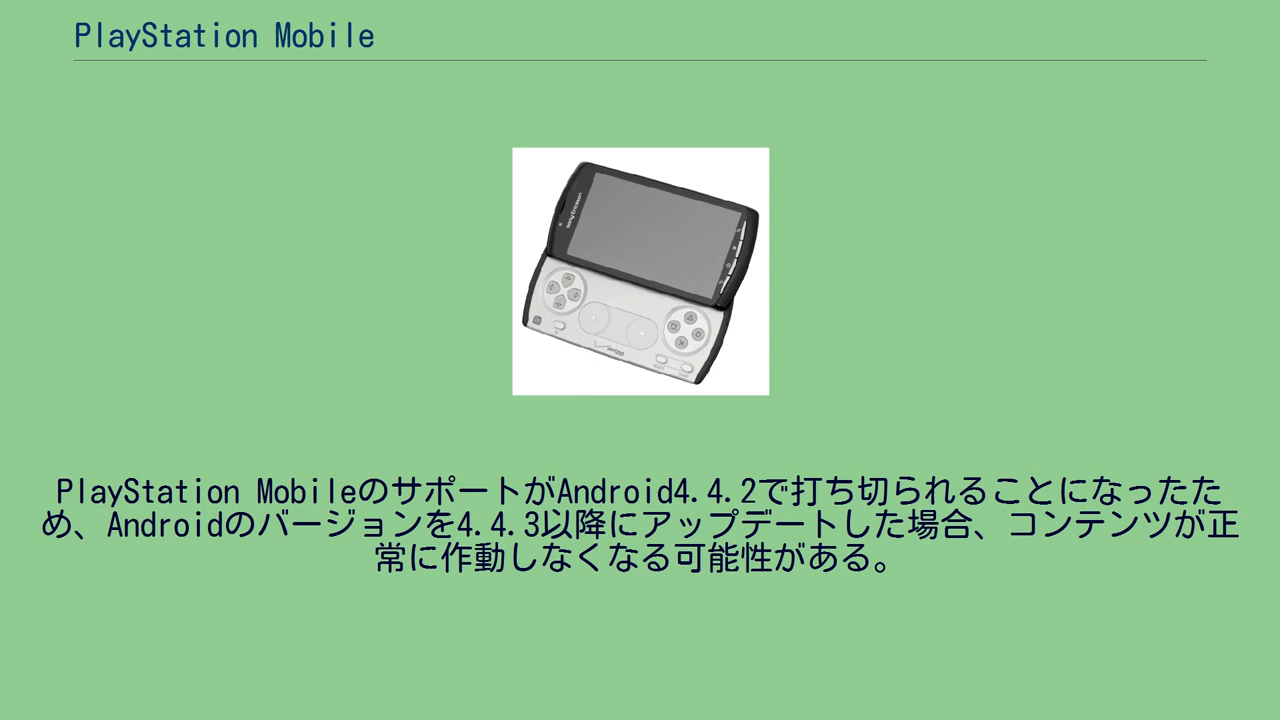 PlayStation Mobile
SONY ERICSSON
verizon
PlayStation MobileのサポートがAndroid4.4.2で打ち切られることになったた
め、Androidのバージョンを4.4.3以降にアップデートした場合、コンテンツが正
常に作動しなくなる可能性がある。